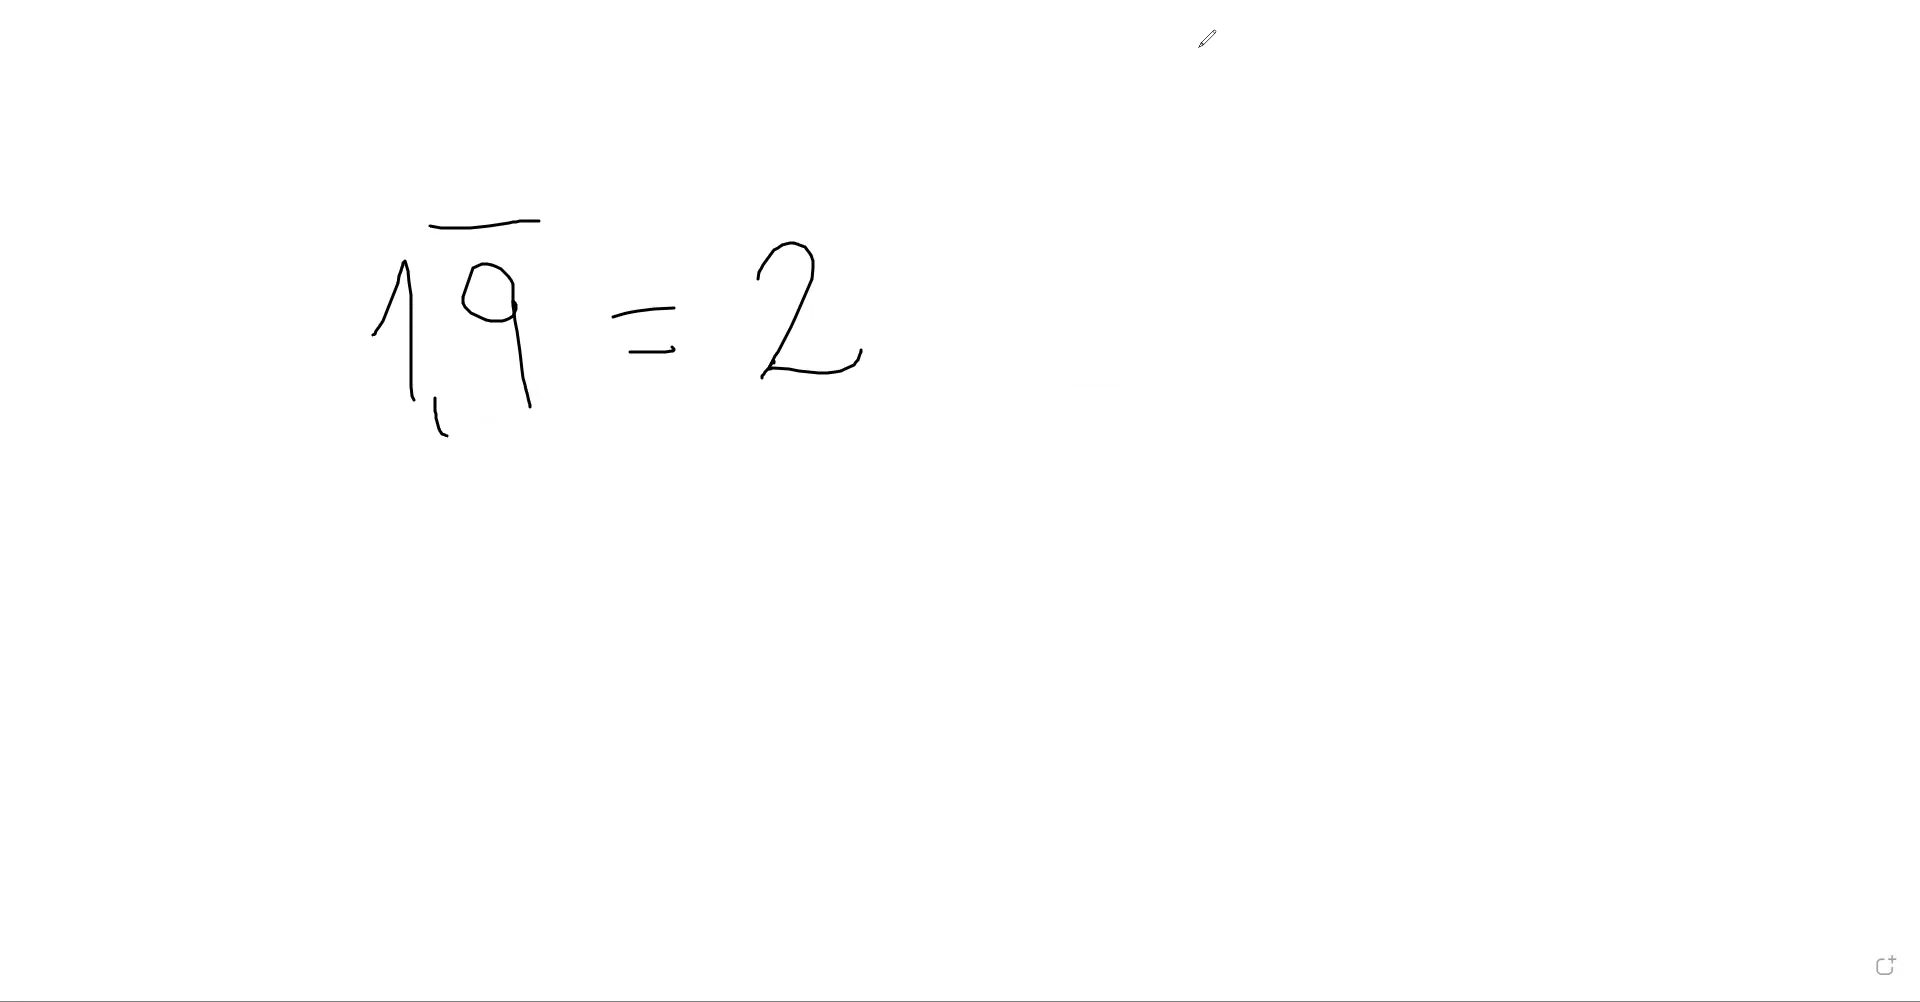 1,9̅ = 2